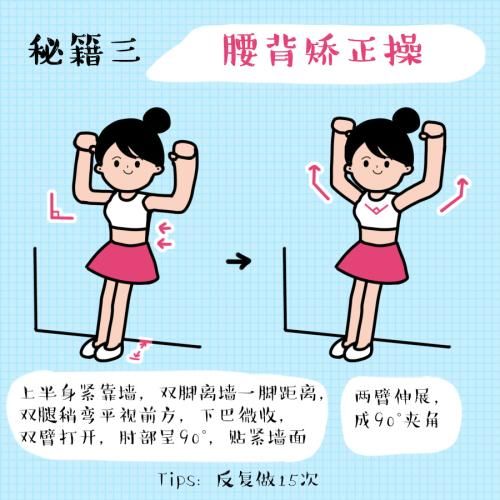 秘籍三 腰背矫正操
上半身紧靠墙，双脚离墙一脚距离，
双腿稍弯平视前方，下巴微收，
双臂打开，肘部呈90°，贴紧墙面
两臂伸展，
成90°夹角
Tips: 反复做15次